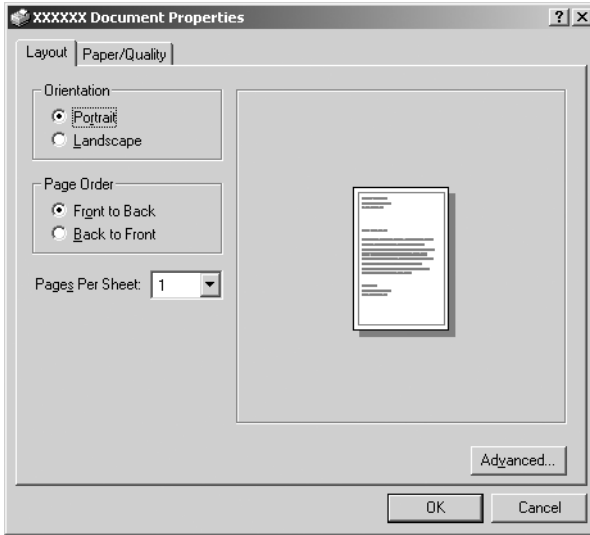 XXXXXX Document Properties
Layout
Paper/Quality
Orientation
Portrait
Landscape
Page Order
Front to Back
Back to Front
Pages Per Sheet: 1
Advanced...
OK
Cancel